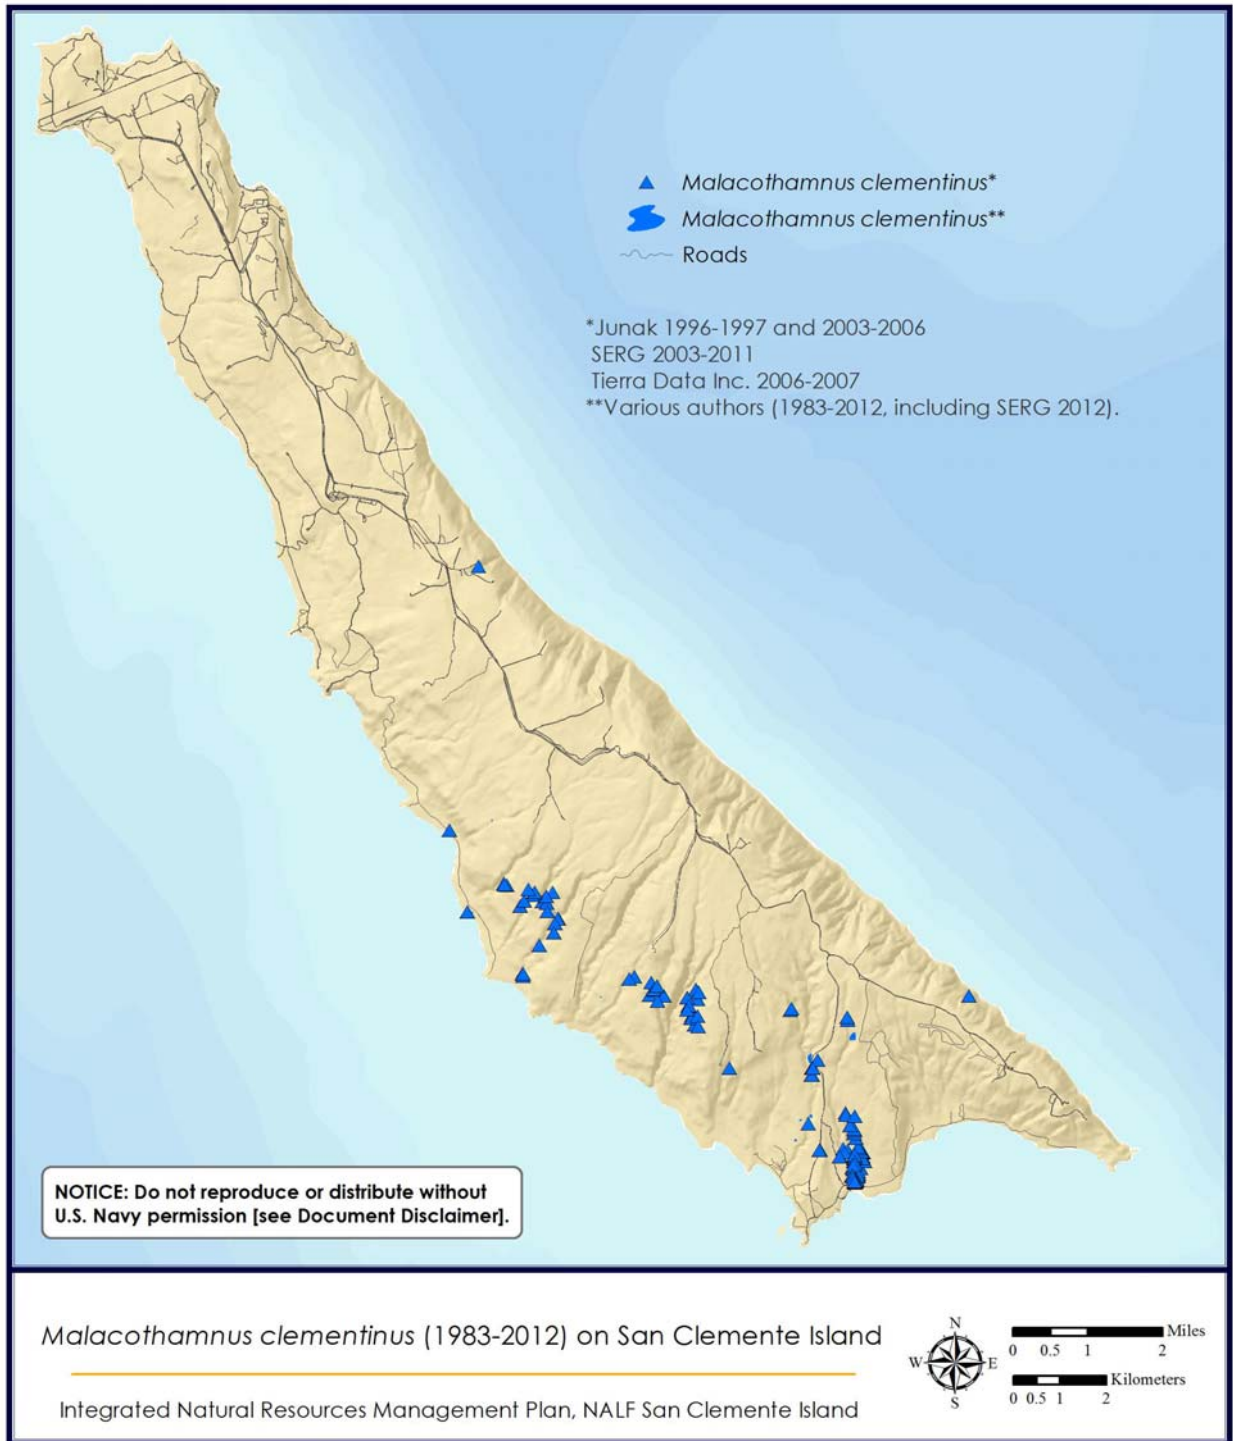 Malacothamnus clementinus*
Malacothamnus clementinus**
Roads
*Junak 1996-1997 and 2003-2006
SERG 2003-2011
Tierra Data Inc. 2006-2007
**Various authors (1983-2012, including SERG 2012).
NOTICE: Do not reproduce or distribute without
U.S. Navy permission [see Document Disclaimer].
Malacothamnus clementinus (1983-2012) on San Clemente Island
Integrated Natural Resources Management Plan, NALF San Clemente Island
N
W E
S
Miles
0 0.5 1 2
Kilometers
0 0.5 1 2